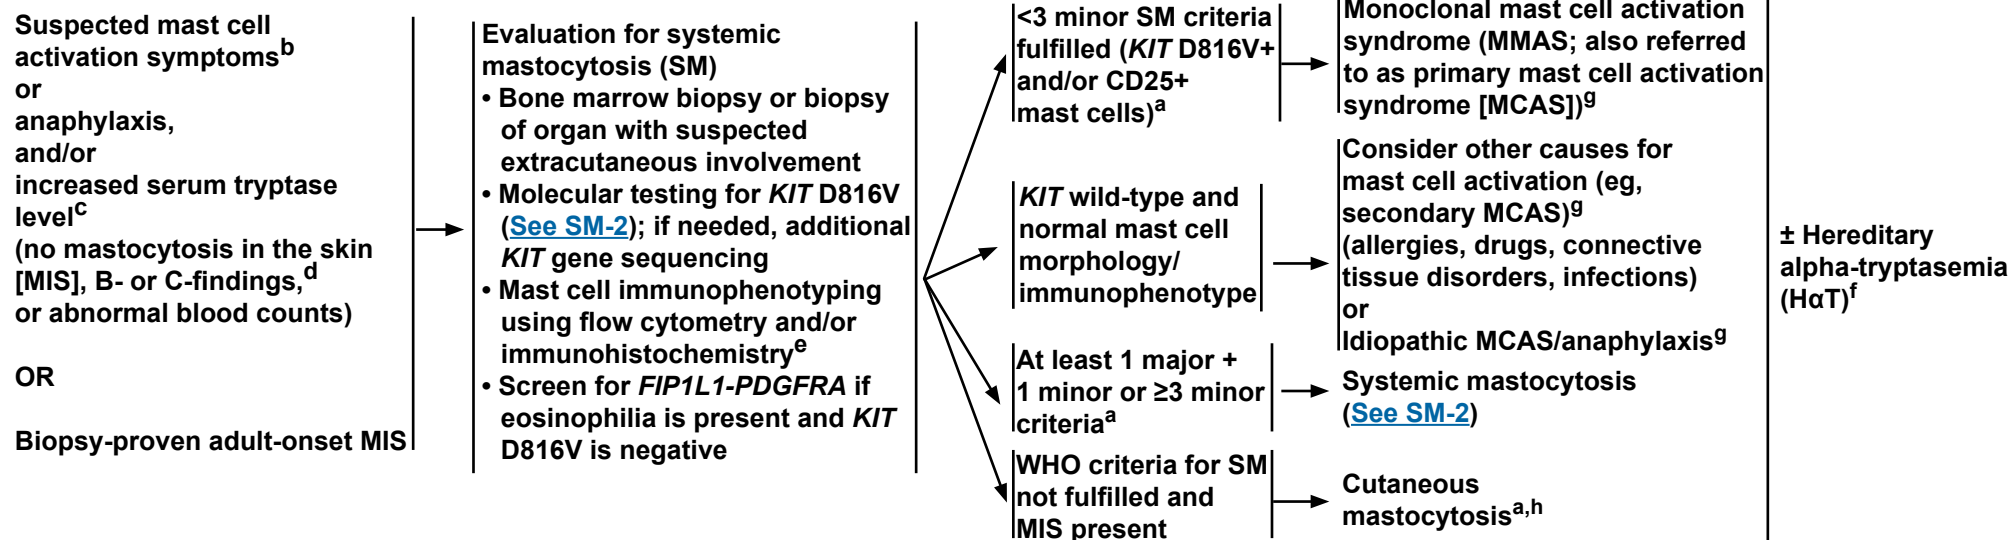 Suspected mast cell
activation symptomsb
or
anaphylaxis,
and/or
increased serum tryptase
levelc
(no mastocytosis in the skin
[MIS], B- or C-findings,d
or abnormal blood counts)
OR
Biopsy-proven adult-onset MIS
Evaluation for systemic
mastocytosis (SM)
• Bone marrow biopsy or biopsy
of organ with suspected
extracutaneous involvement
• Molecular testing for KIT D816V
(See SM-2); if needed, additional
KIT gene sequencing
• Mast cell immunophenotyping
using flow cytometry and/or
immunohistochemistrye
• Screen for FIP1L1-PDGFRA if
eosinophilia is present and KIT
D816V is negative
<3 minor SM criteria
fulfilled (KIT D816V+
and/or CD25+
mast cells)a
Monoclonal mast cell activation
syndrome (MMAS; also referred
to as primary mast cell activation
syndrome [MCAS])g
KIT wild-type and
normal mast cell
morphology/
immunophenotype
Consider other causes for
mast cell activation (eg,
secondary MCAS)g
(allergies, drugs, connective
tissue disorders, infections)
or
Idiopathic MCAS/anaphylaxisg
At least 1 major +
1 minor or ≥3 minor
criteriaa
Systemic mastocytosis
(See SM-2)
WHO criteria for SM
not fulfilled and
MIS present
Cutaneous
mastocytosisa,h
± Hereditary
alpha-tryptasemia
(HαT)f